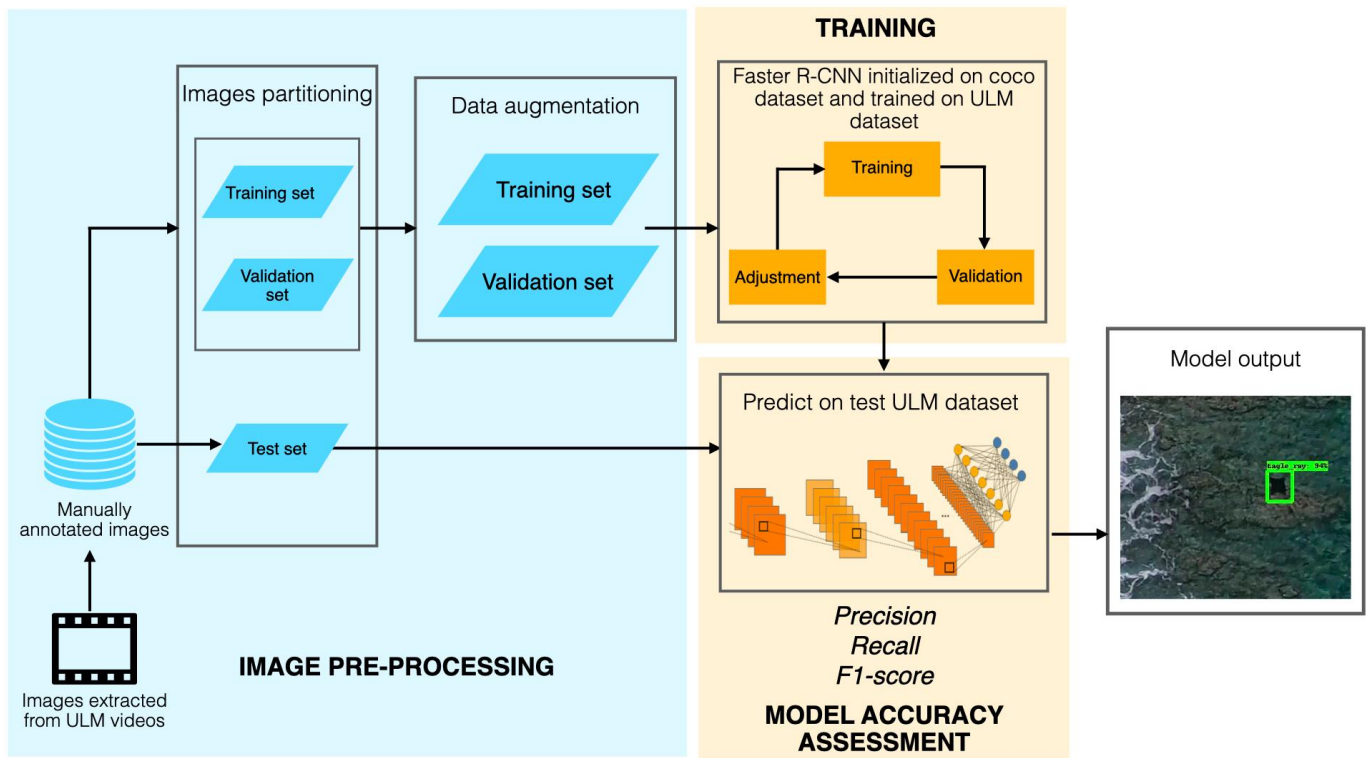 TRAINING
Images partitioning
Training set
Validation
set
Test set
Data augmentation
Training set
Validation set
Faster R-CNN initialized on coco
dataset and trained on ULM
dataset
Training
Adjustment
Validation
Manually
annotated images
Images extracted
from ULM videos
IMAGE PRE-PROCESSING
Predict on test ULM dataset
...
Precision
Recall
F1-score
MODEL ACCURACY
ASSESSMENT
Model output
Eagle_ray: 94%